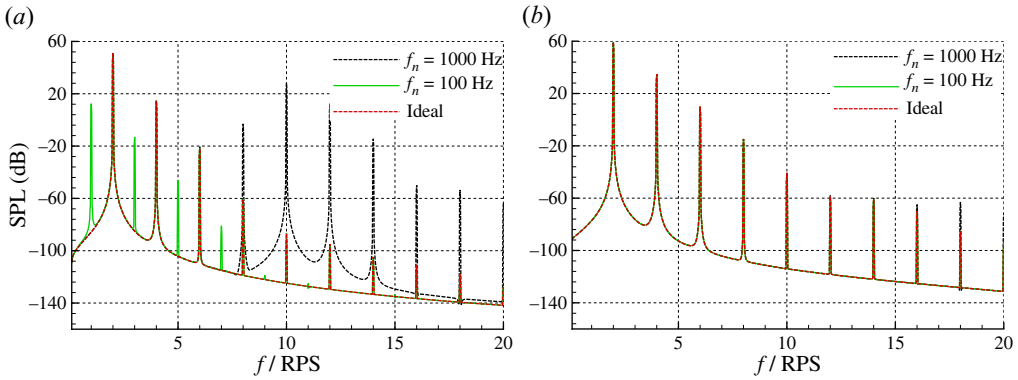 (a)
60
20
−20
−60
−100
−140
SPL (dB)
f_n = 1000 Hz
f_n = 100 Hz
Ideal
5
10
15
20
f / RPS
(b)
60
20
−20
−60
−100
−140
f_n = 1000 Hz
f_n = 100 Hz
Ideal
5
10
15
20
f / RPS